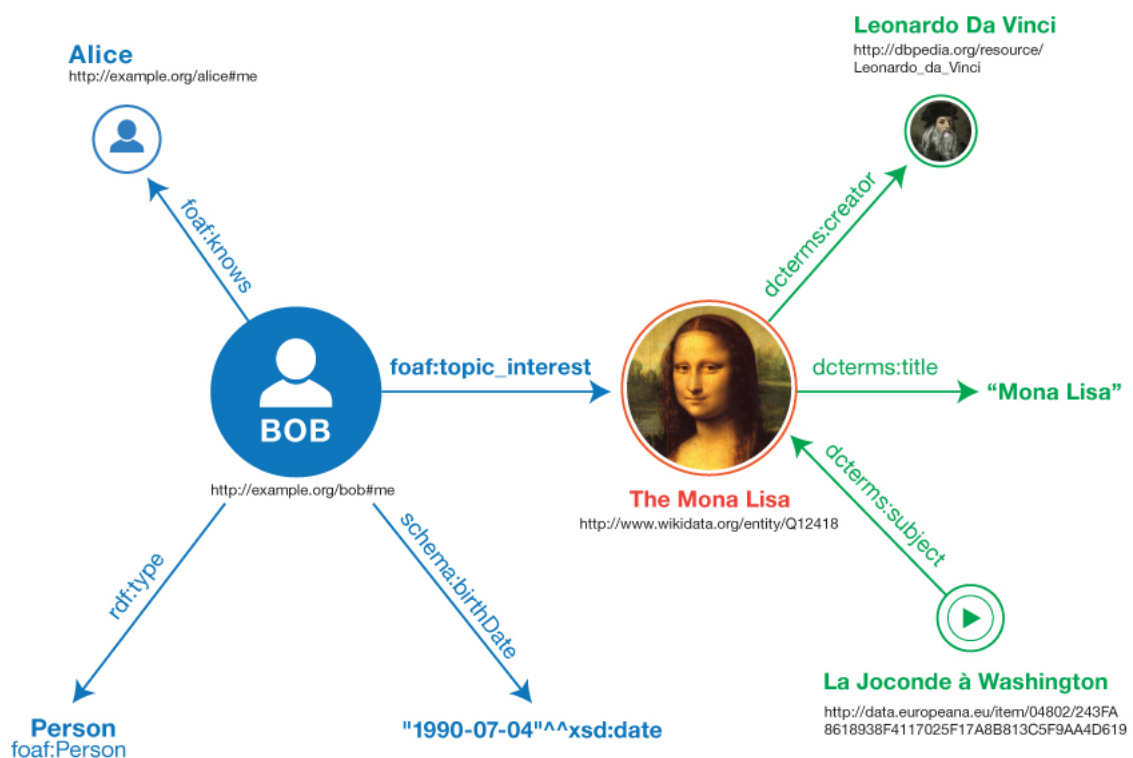 Alice
http://example.org/alice#me
Leonardo Da Vinci
http://dbpedia.org/resource/
Leonardo_da_Vinci
foaf:knows
dcterms:creator
BOB
http://example.org/bob#me
foaf:topic_interest
dcterms:title
“Mona Lisa”
The Mona Lisa
http://www.wikidata.org/entity/Q12418
dcterms:subject
rdf:type
schema:birthDate
La Joconde à Washington
http://data.europeana.eu/item/04802/243FA
8618938F4117025F17A8B813C5F9AA4D619
Person
foaf:Person
"1990-07-04"^^xsd:date